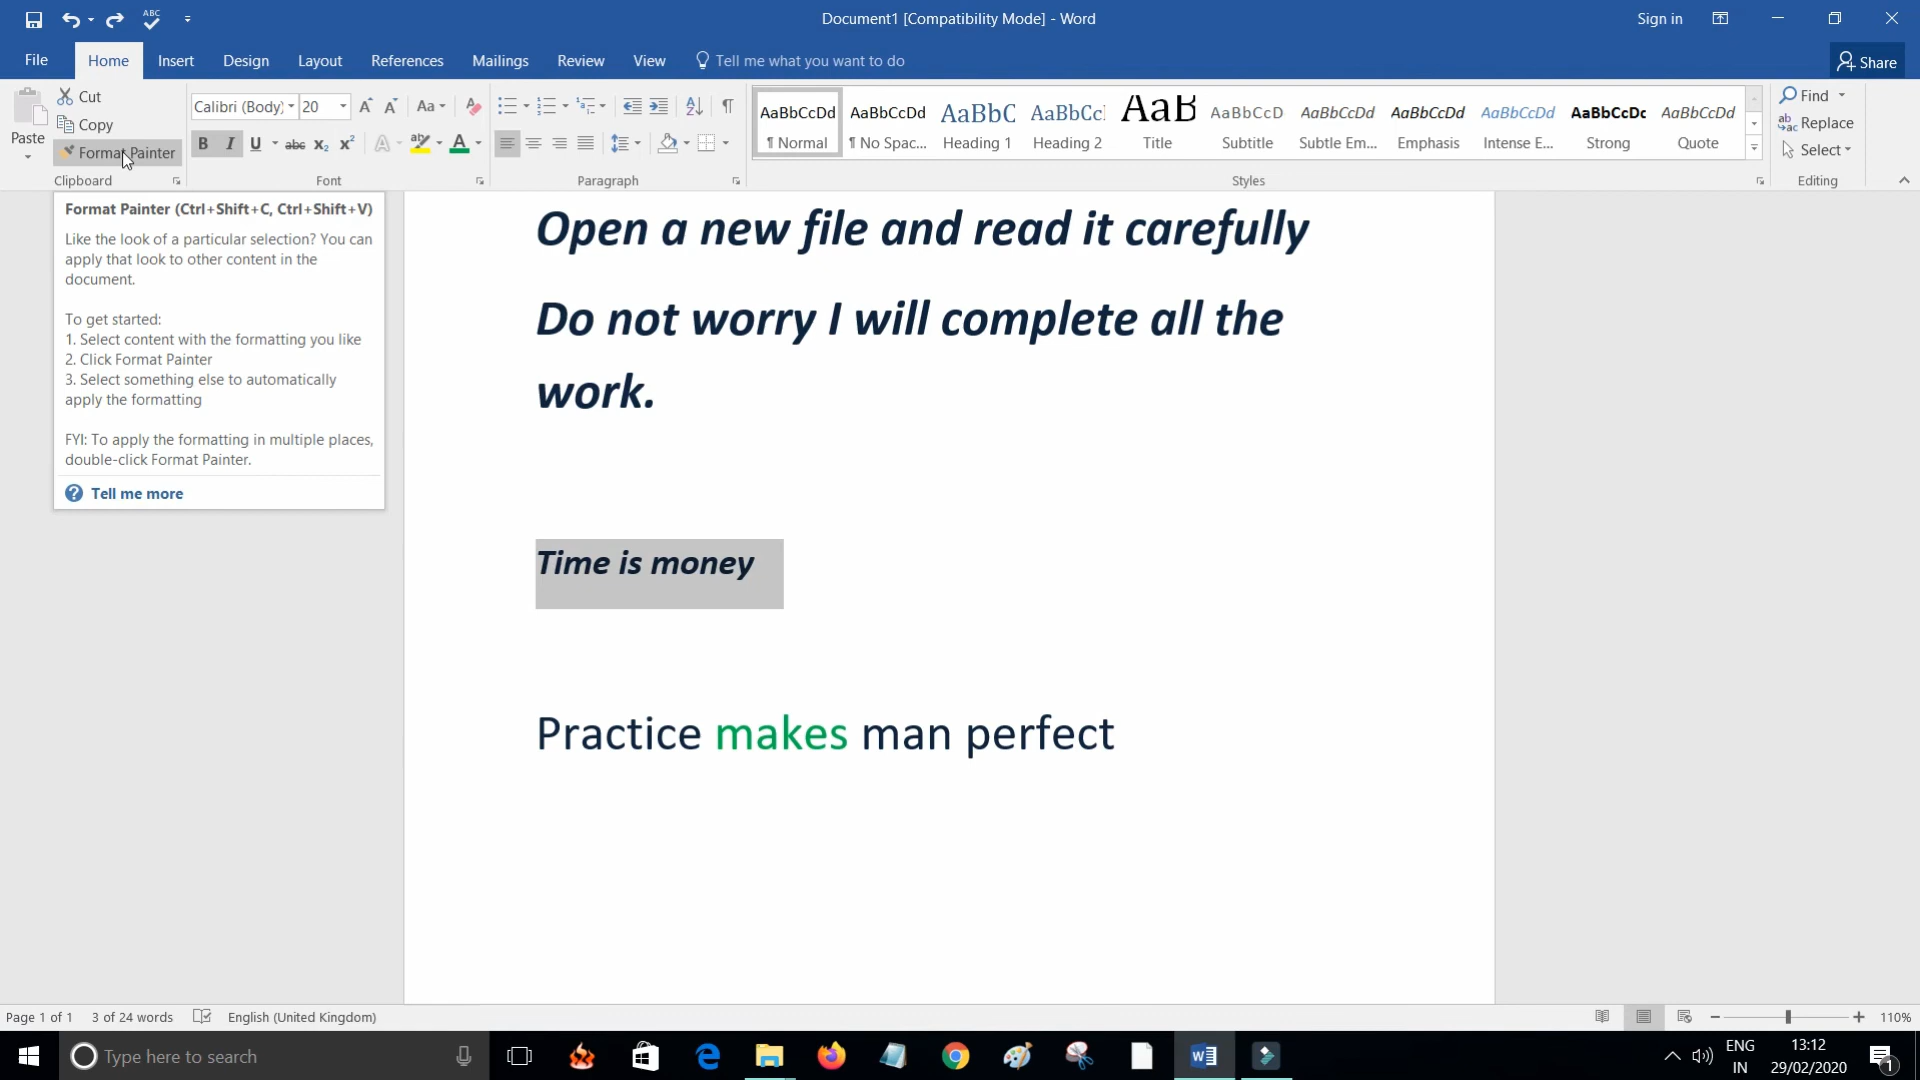 ABC
Document1 [Compatibility Mode] - Word
Sign in
File Home Insert Design Layout References Mailings Review View Tell me what you want to do
Share
Paste
Cut
Copy
Format Painter
Clipboard
Calibri (Body) 20
Aa
B I U abc x₂ x²
A A
Font
Paragraph
AaBbCcDd AaBbCcDd AaBbC AaBbCc AaB AaBbCcD AaBbCcDd AaBbCcDd AaBbCcDd AaBbCcDc AaBbCcDd
¶ Normal ¶ No Spac... Heading 1 Heading 2 Title Subtitle Subtle Em... Emphasis Intense E... Strong Quote
Styles
Find
Replace
Select
Editing
Format Painter (Ctrl+Shift+C, Ctrl+Shift+V)
Like the look of a particular selection? You can
apply that look to other content in the
document.
To get started:
1. Select content with the formatting you like
2. Click Format Painter
3. Select something else to automatically
apply the formatting
FYI: To apply the formatting in multiple places,
double-click Format Painter.
Tell me more
Open a new file and read it carefully
Do not worry I will complete all the
work.
Time is money
Practice makes man perfect
Page 1 of 1 3 of 24 words English (United Kingdom)
110%
Type here to search
ENG
IN
13:12
29/02/2020
1